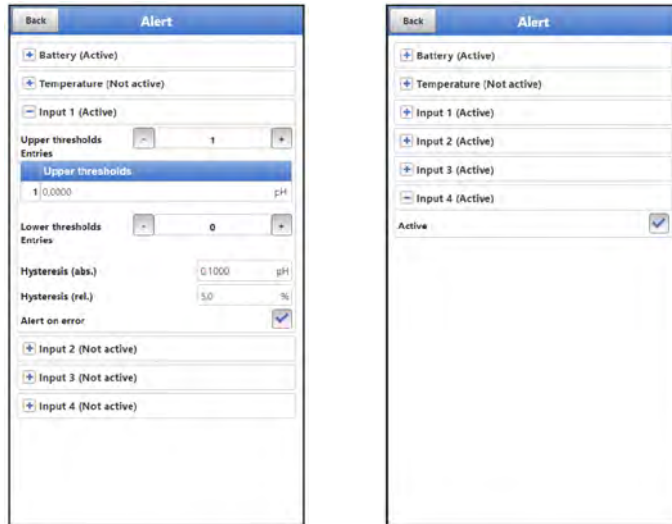 Back
Alert
Battery (Active)
Temperature (Not active)
Input 1 (Active)
Upper thresholds
Entries
- 1 +
Upper thresholds
1 0,0000 pH
Lower thresholds
Entries
- 0 +
Hysteresis (abs.) 0,1000 pH
Hysteresis (rel.) 5,0 %
Alert on error
Input 2 (Not active)
Input 3 (Not active)
Input 4 (Not active)
Back
Alert
Battery (Active)
Temperature (Not active)
Input 1 (Active)
Input 2 (Active)
Input 3 (Active)
Input 4 (Active)
Active